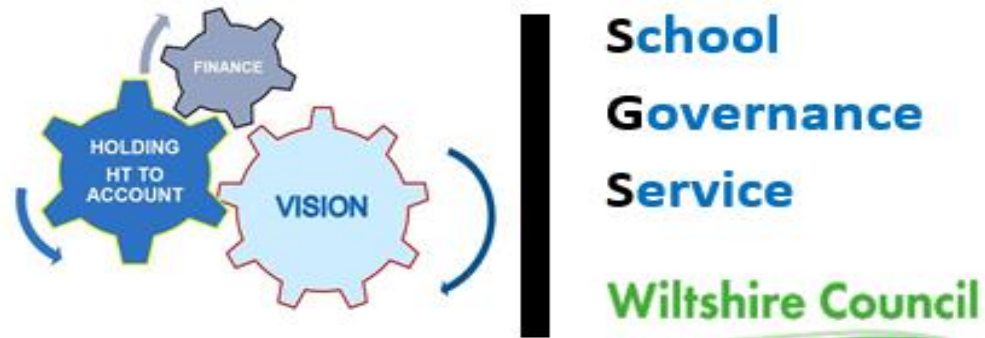 FINANCE
HOLDING
HT TO
ACCOUNT
VISION
School
Governance
Service
Wiltshire Council